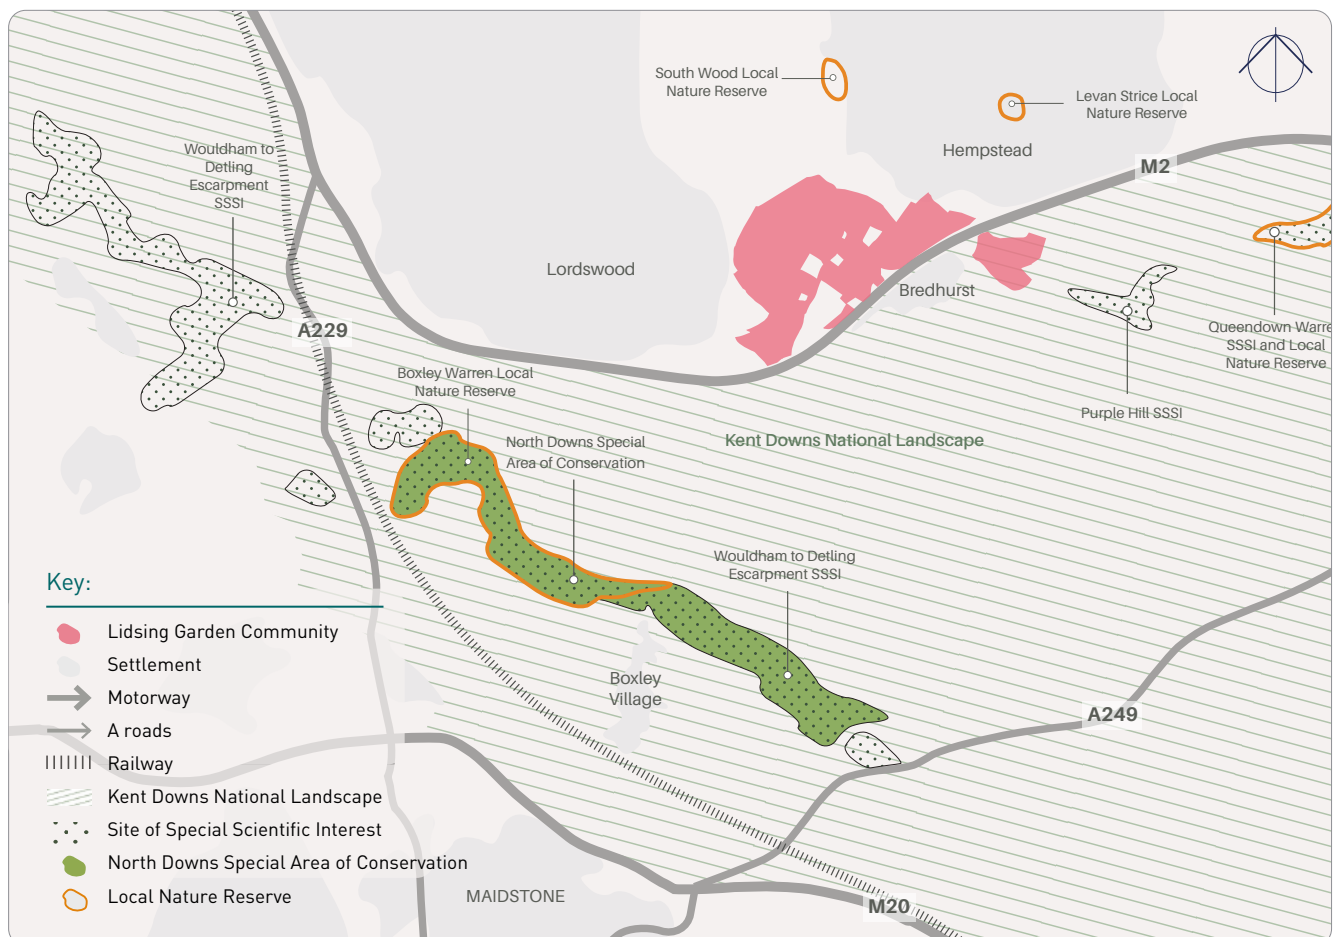 South Wood Local
Nature Reserve
Levan Strice Local
Nature Reserve
Hempstead
M2
Wouldham to
Detling
Escarpment
SSSI
Lordswood
Bredhurst
A229
Queendown Warre
SSSI and Local
Nature Reserve
Boxley Warren Local
Nature Reserve
Purple Hill SSSI
North Downs Special
Area of Conservation
Kent Downs National Landscape
Wouldham to Detling
Escarpment SSSI
Boxley
Village
A249
Key:
Lidsing Garden Community
Settlement
Motorway
A roads
Railway
Kent Downs National Landscape
Site of Special Scientific Interest
North Downs Special Area of Conservation
Local Nature Reserve
MAIDSTONE
M20